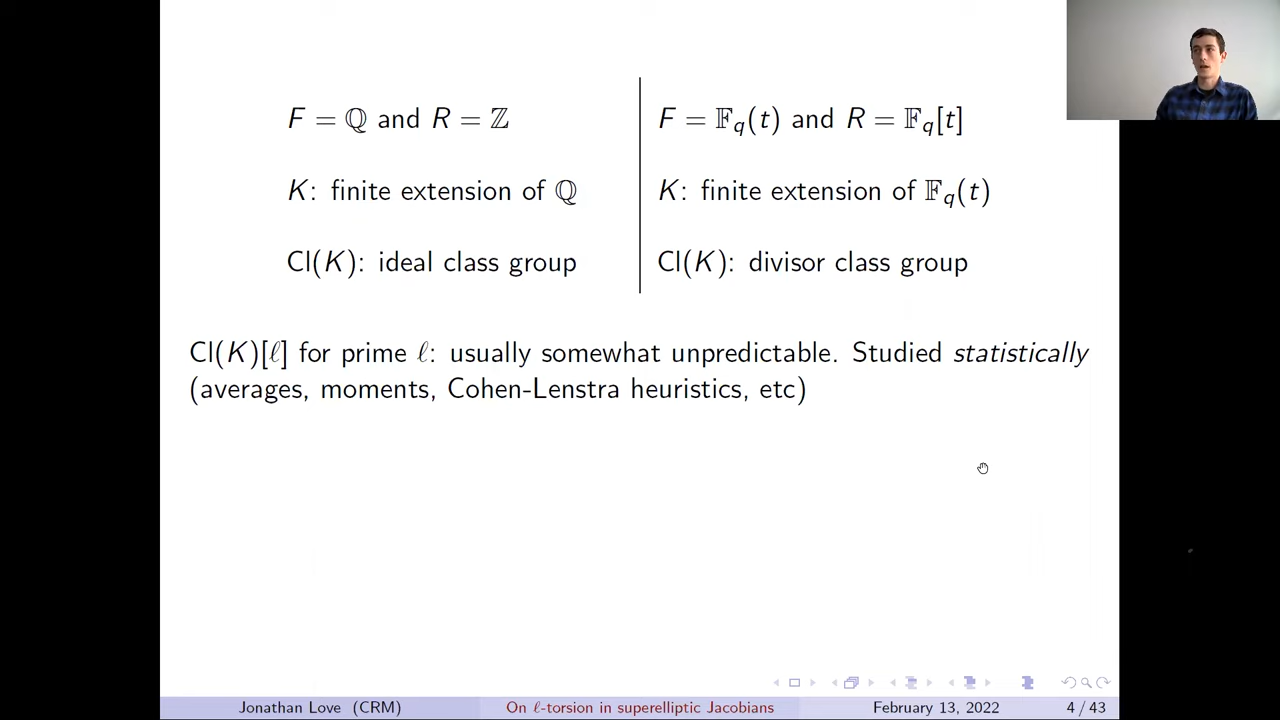 F = ℚ and R = ℤ
K: finite extension of ℚ
Cl(K): ideal class group
F = 𝔽_q(t) and R = 𝔽_q[t]
K: finite extension of 𝔽_q(t)
Cl(K): divisor class group
Cl(K)[ℓ] for prime ℓ: usually somewhat unpredictable. Studied statistically
(averages, moments, Cohen-Lenstra heuristics, etc)
Jonathan Love (CRM) On ℓ-torsion in superelliptic Jacobians February 13, 2022 4 / 43